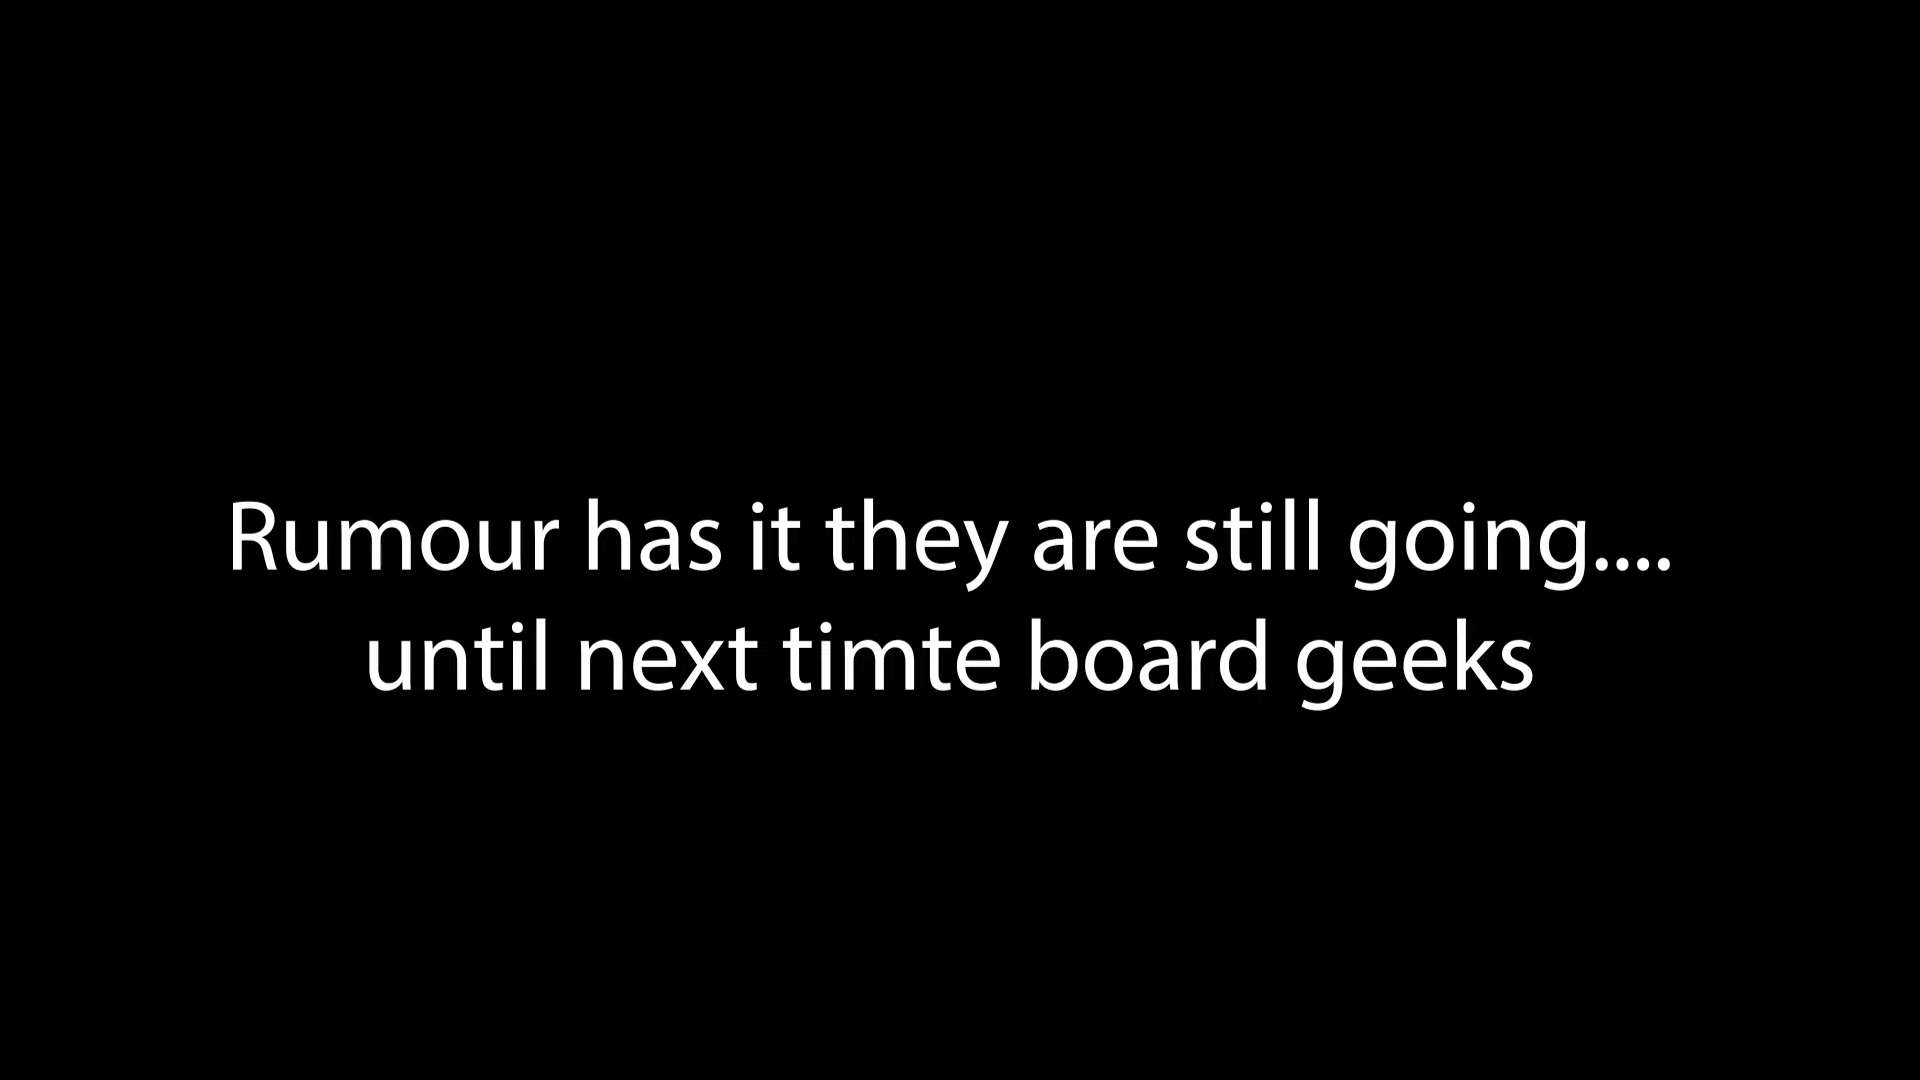 Rumour has it they are still going....
until next timte board geeks